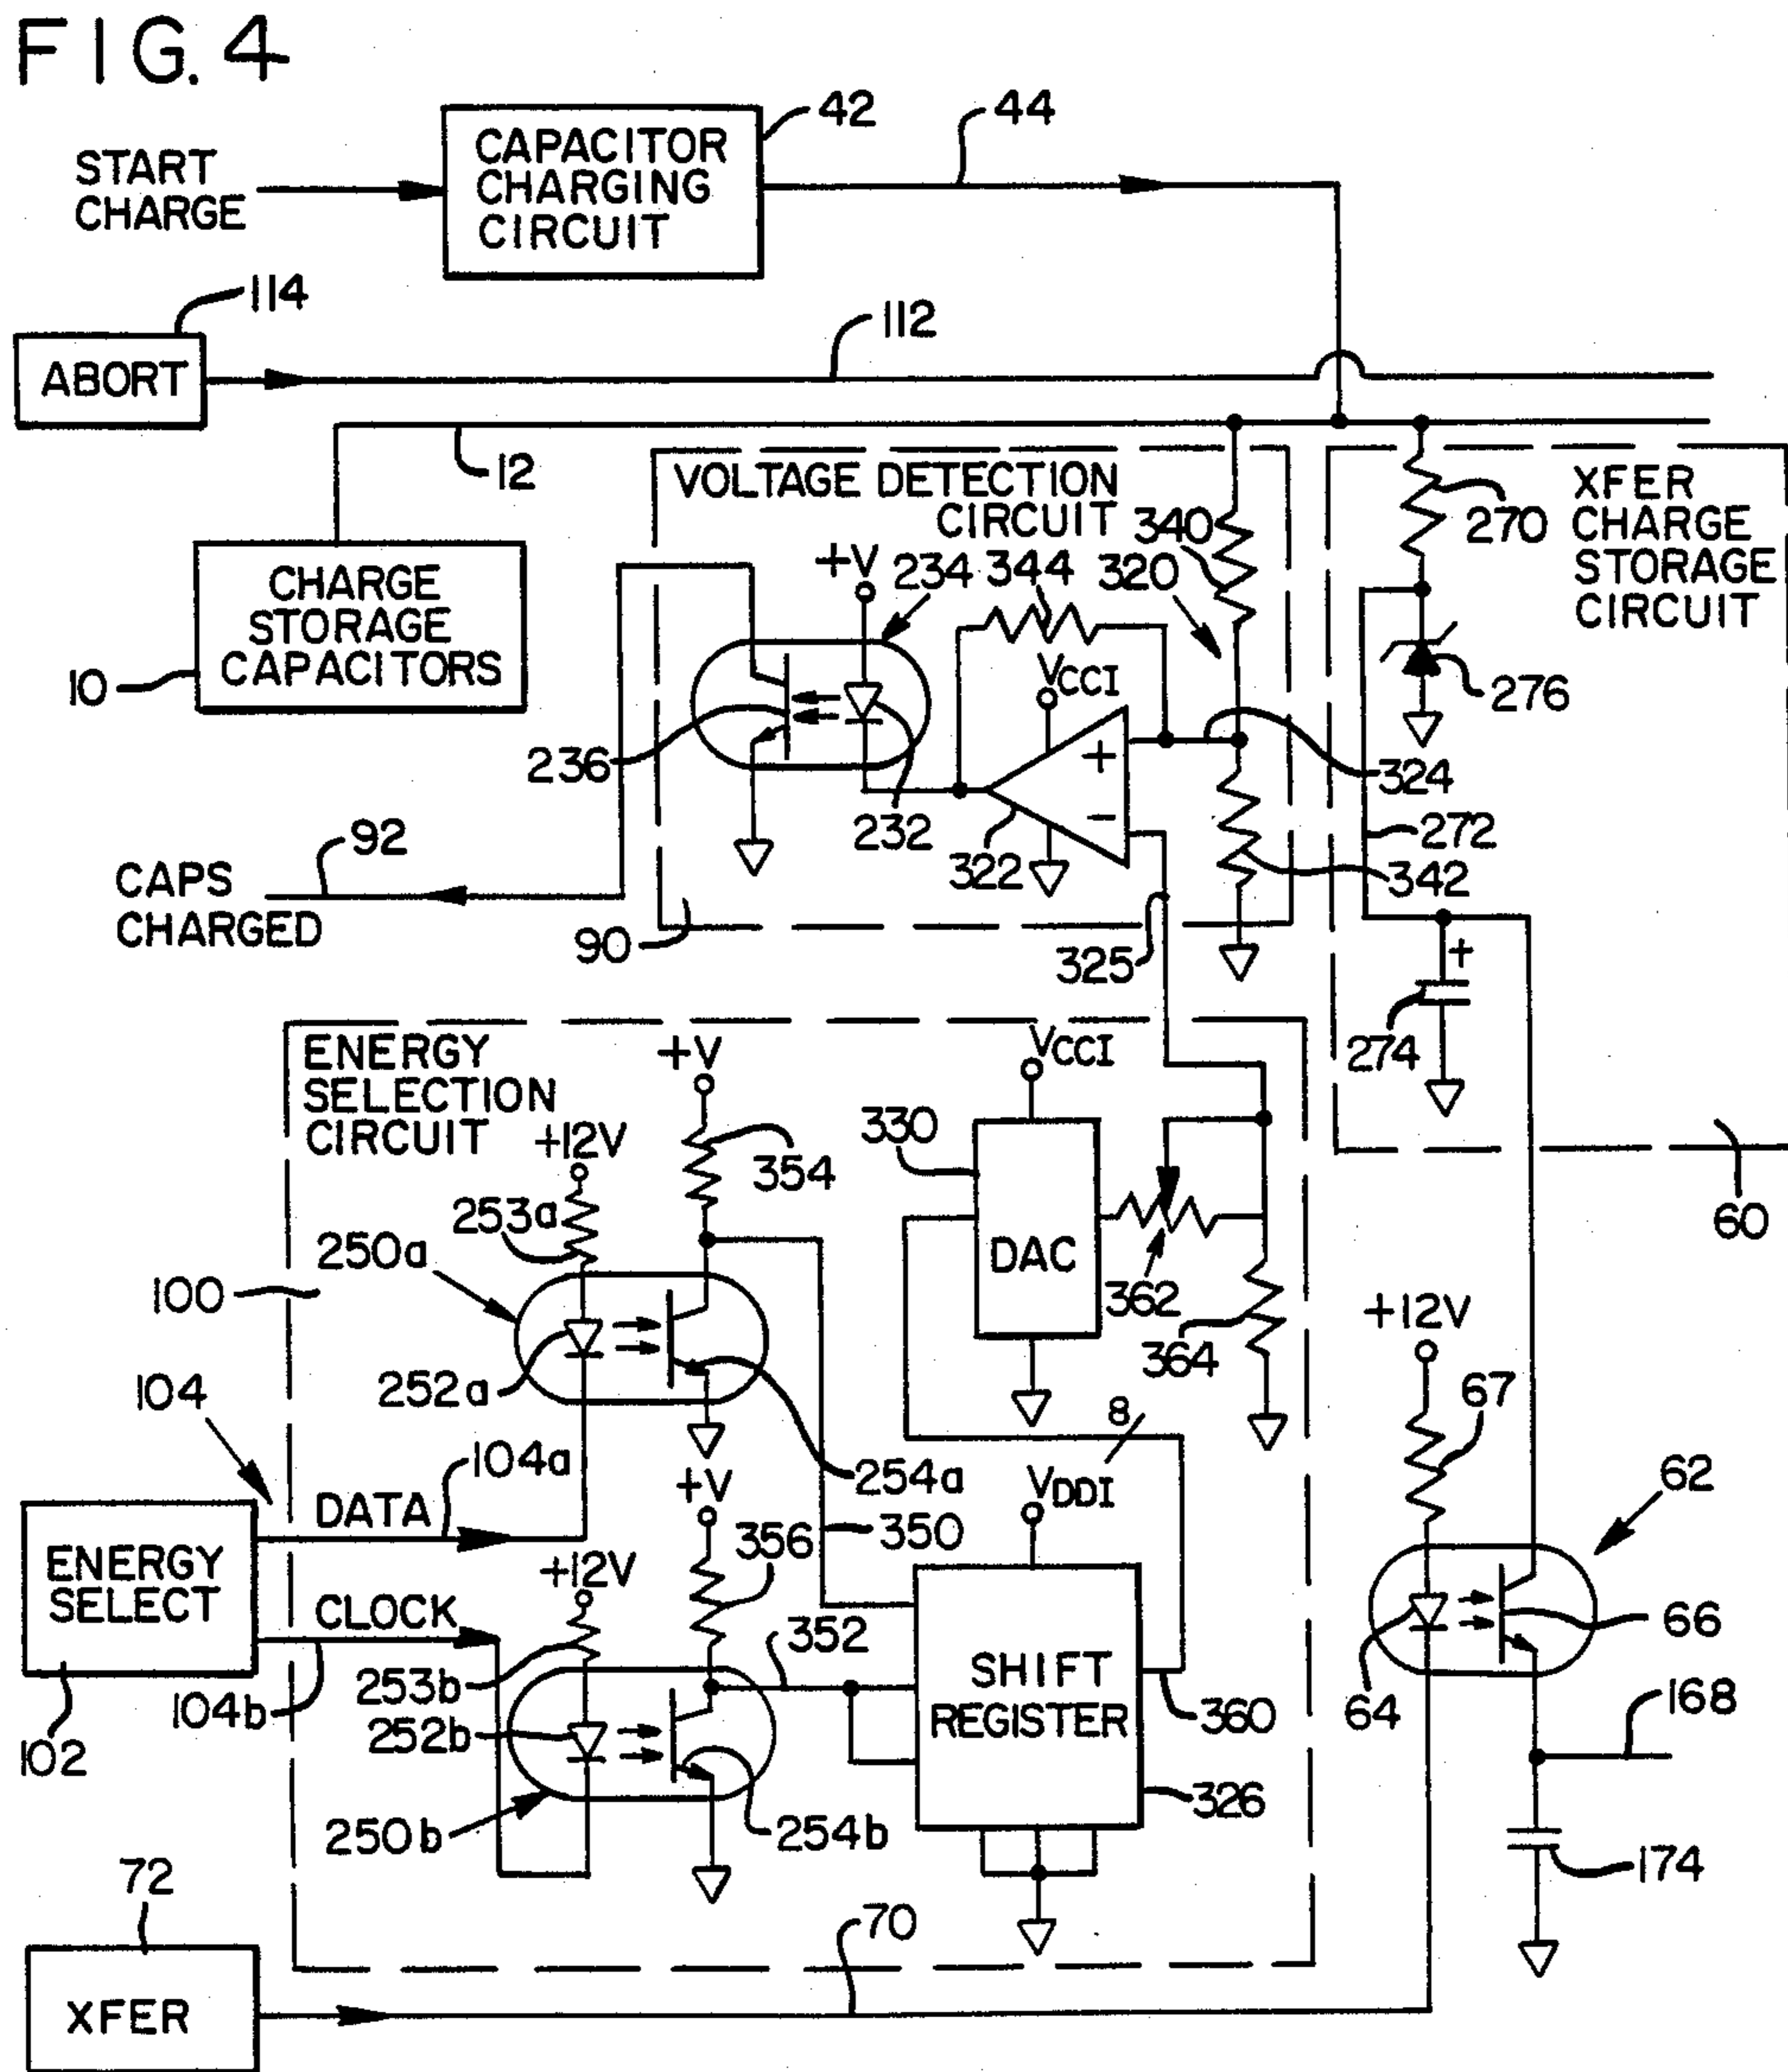 FIG. 4
42
44
START
CHARGE
CAPACITOR
CHARGING
CIRCUIT
114
112
ABORT
12
VOLTAGE DETECTION
CIRCUIT
340
270
XFER
CHARGE
STORAGE
CIRCUIT
CHARGE
STORAGE
CAPACITORS
10
+V
234
344
320
VCCI
276
236
+
324
232
-
322
272
342
92
CAPS
CHARGED
90
325
+
274
ENERGY
SELECTION
CIRCUIT
+V
VCCI
330
354
+12V
253a
250a
DAC
60
100
362
364
+12V
252a
104
8
67
104a
254a
62
+V
VDDI
DATA
350
356
ENERGY
SELECT
+12V
CLOCK
352
66
253b
SHIFT
REGISTER
64
168
104b
252b
360
102
326
250b
254b
174
72
70
XFER